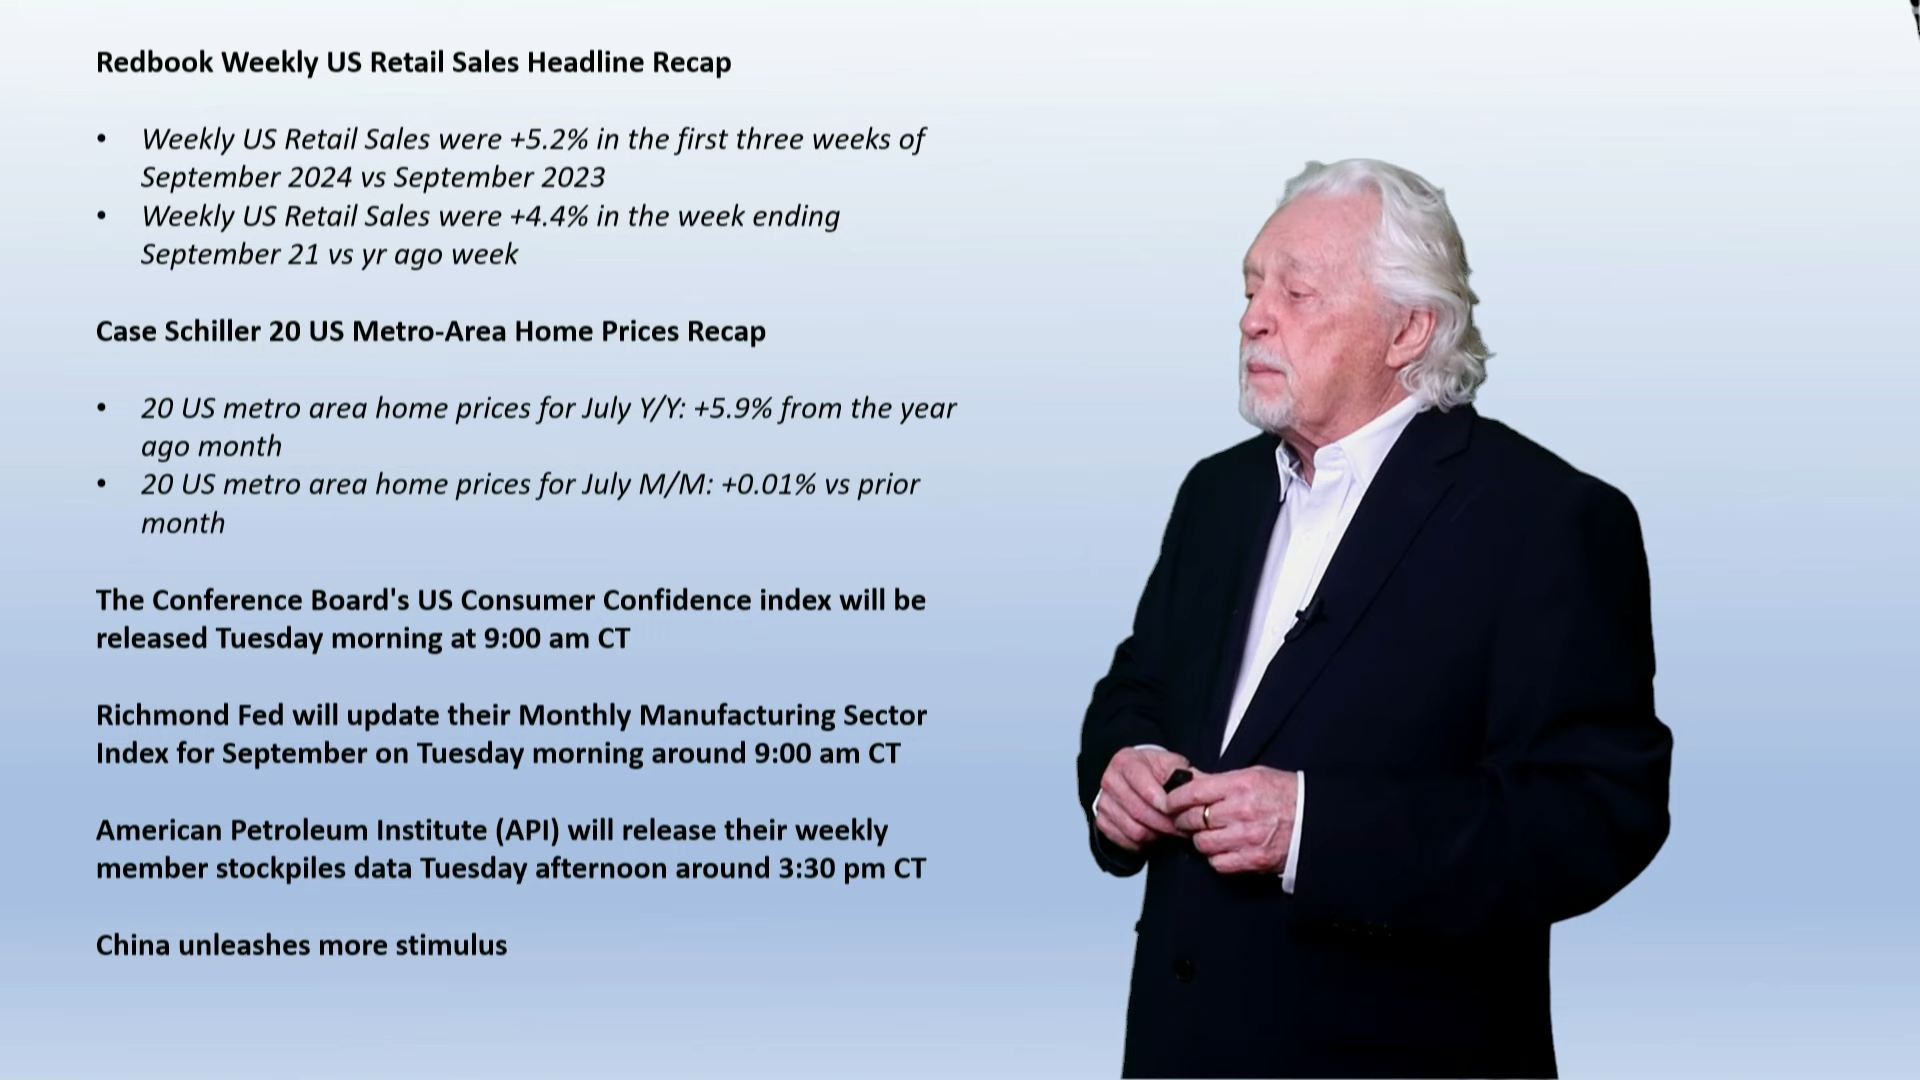 Redbook Weekly US Retail Sales Headline Recap
• Weekly US Retail Sales were +5.2% in the first three weeks of
September 2024 vs September 2023
• Weekly US Retail Sales were +4.4% in the week ending
September 21 vs yr ago week
Case Schiller 20 US Metro-Area Home Prices Recap
• 20 US metro area home prices for July Y/Y: +5.9% from the year
ago month
• 20 US metro area home prices for July M/M: +0.01% vs prior
month
The Conference Board's US Consumer Confidence index will be
released Tuesday morning at 9:00 am CT
Richmond Fed will update their Monthly Manufacturing Sector
Index for September on Tuesday morning around 9:00 am CT
American Petroleum Institute (API) will release their weekly
member stockpiles data Tuesday afternoon around 3:30 pm CT
China unleashes more stimulus